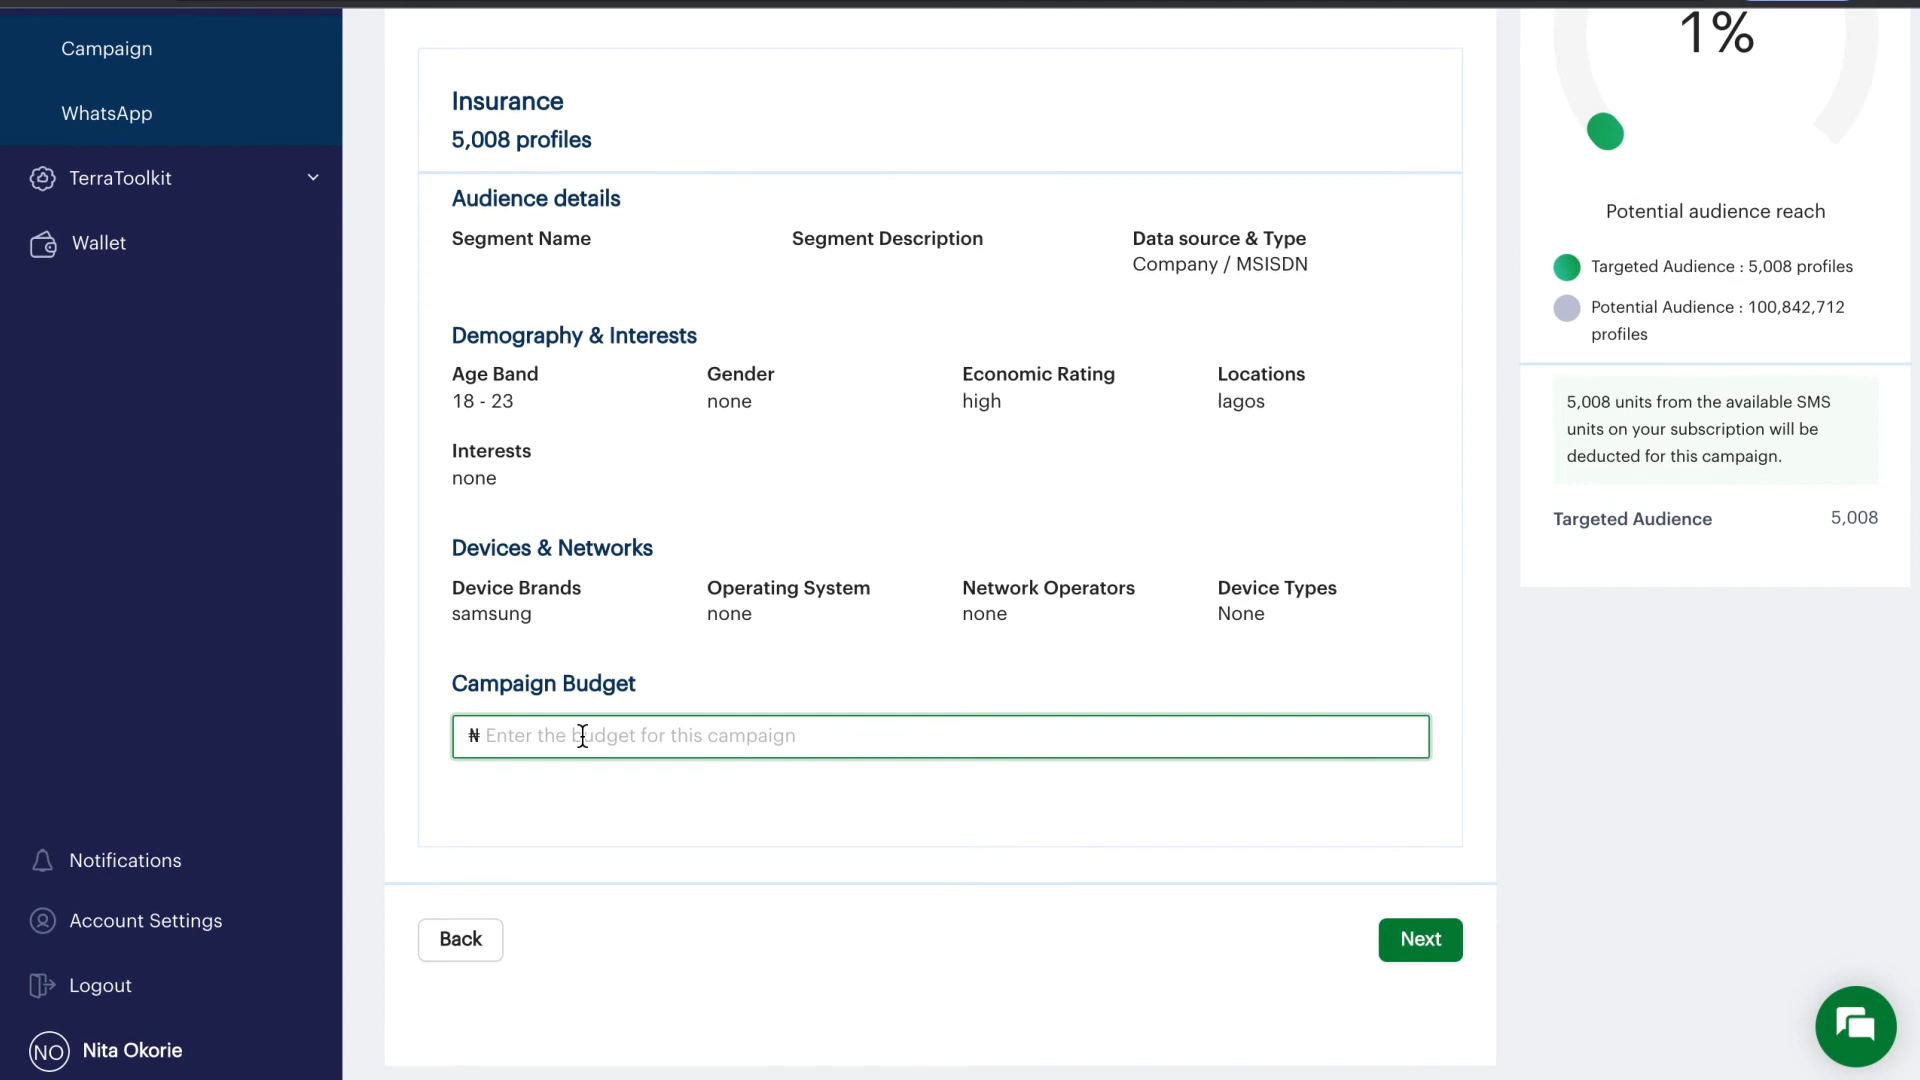 Campaign
WhatsApp
TerraToolkit
Wallet
Notifications
Account Settings
Logout
NO Nita Okorie
Insurance
5,008 profiles
Audience details
Segment Name Segment Description Data source & Type
Company / MSISDN
Demography & Interests
Age Band Gender Economic Rating Locations
18 - 23 none high lagos
Interests
none
Devices & Networks
Device Brands Operating System Network Operators Device Types
samsung none none None
Campaign Budget
₦ Enter the budget for this campaign
Back Next
1%
Potential audience reach
Targeted Audience : 5,008 profiles
Potential Audience : 100,842,712
profiles
5,008 units from the available SMS
units on your subscription will be
deducted for this campaign.
Targeted Audience 5,008